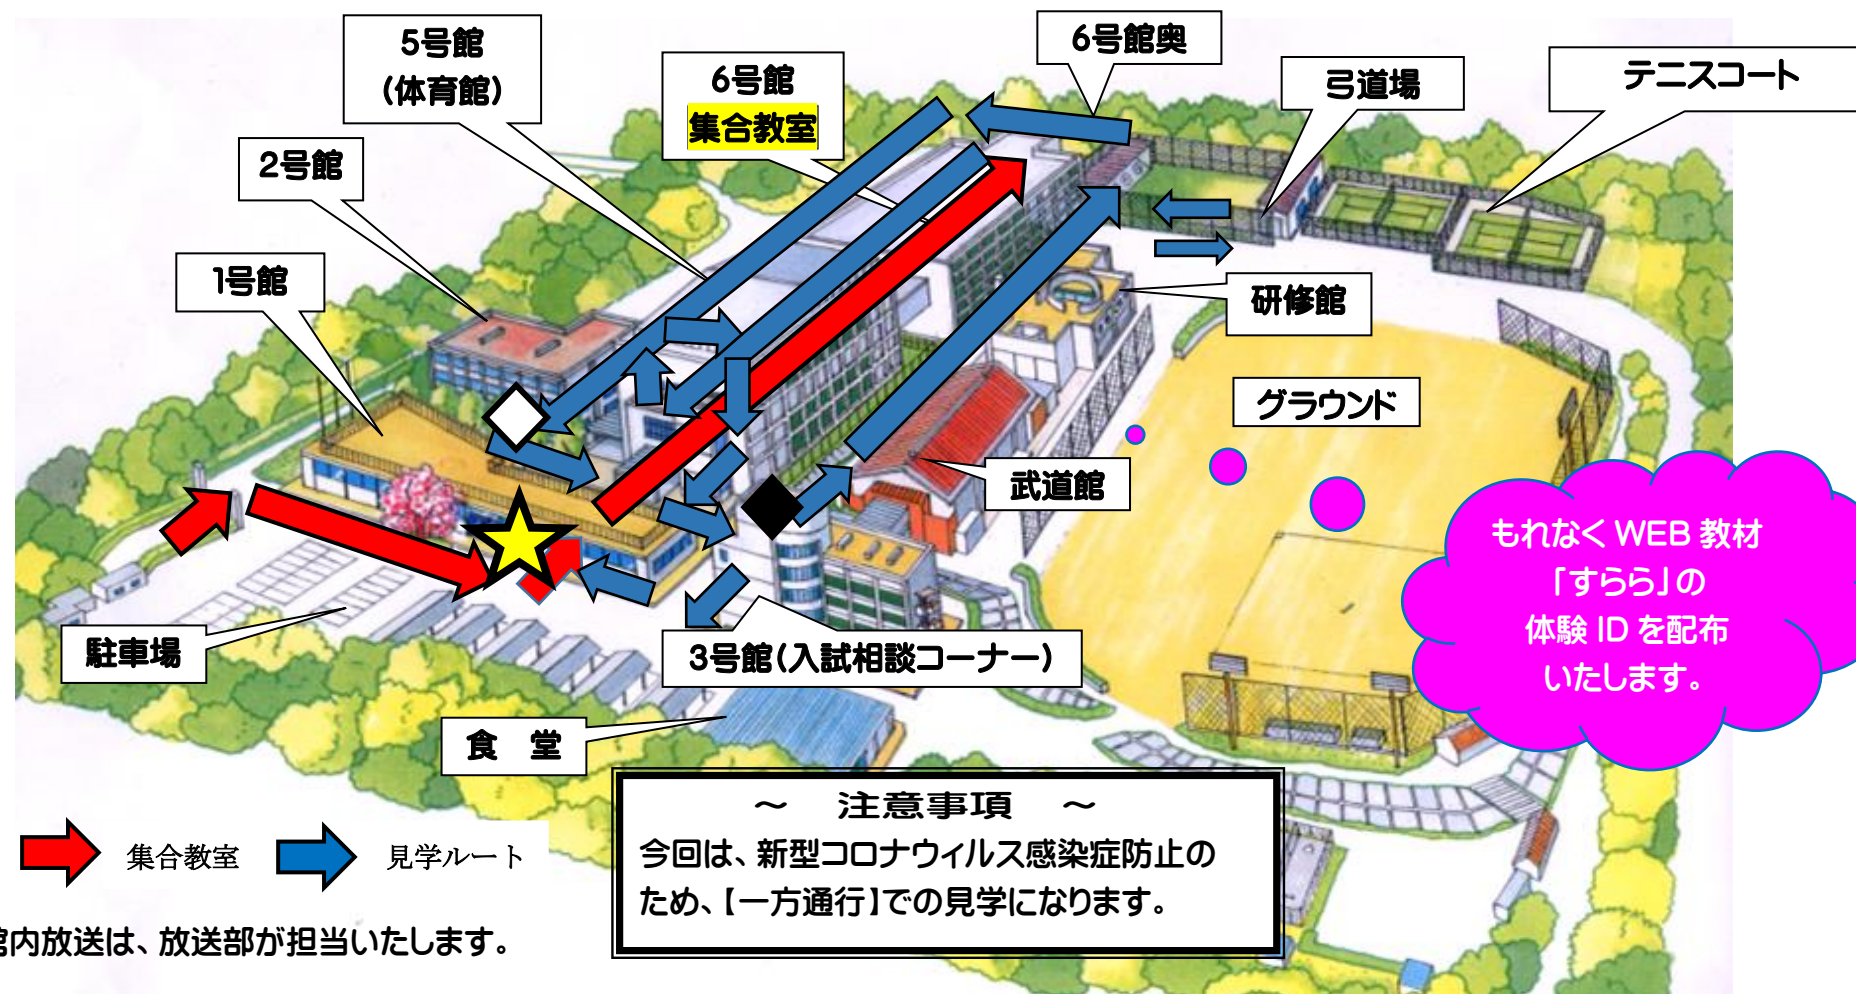 5号館
(体育館)
6号館
集合教室
6号館奥
弓道場
テニスコート
2号館
1号館
研修館
グラウンド
武道館
もれなく WEB 教材
「すらら」の
体験 ID を配布
いたします。
駐車場
3号館(入試相談コーナー)
食 堂
～ 注意事項 ～
今回は、新型コロナウィルス感染症防止の
ため、【一方通行】での見学になります。
集合教室
見学ルート
館内放送は、放送部が担当いたします。